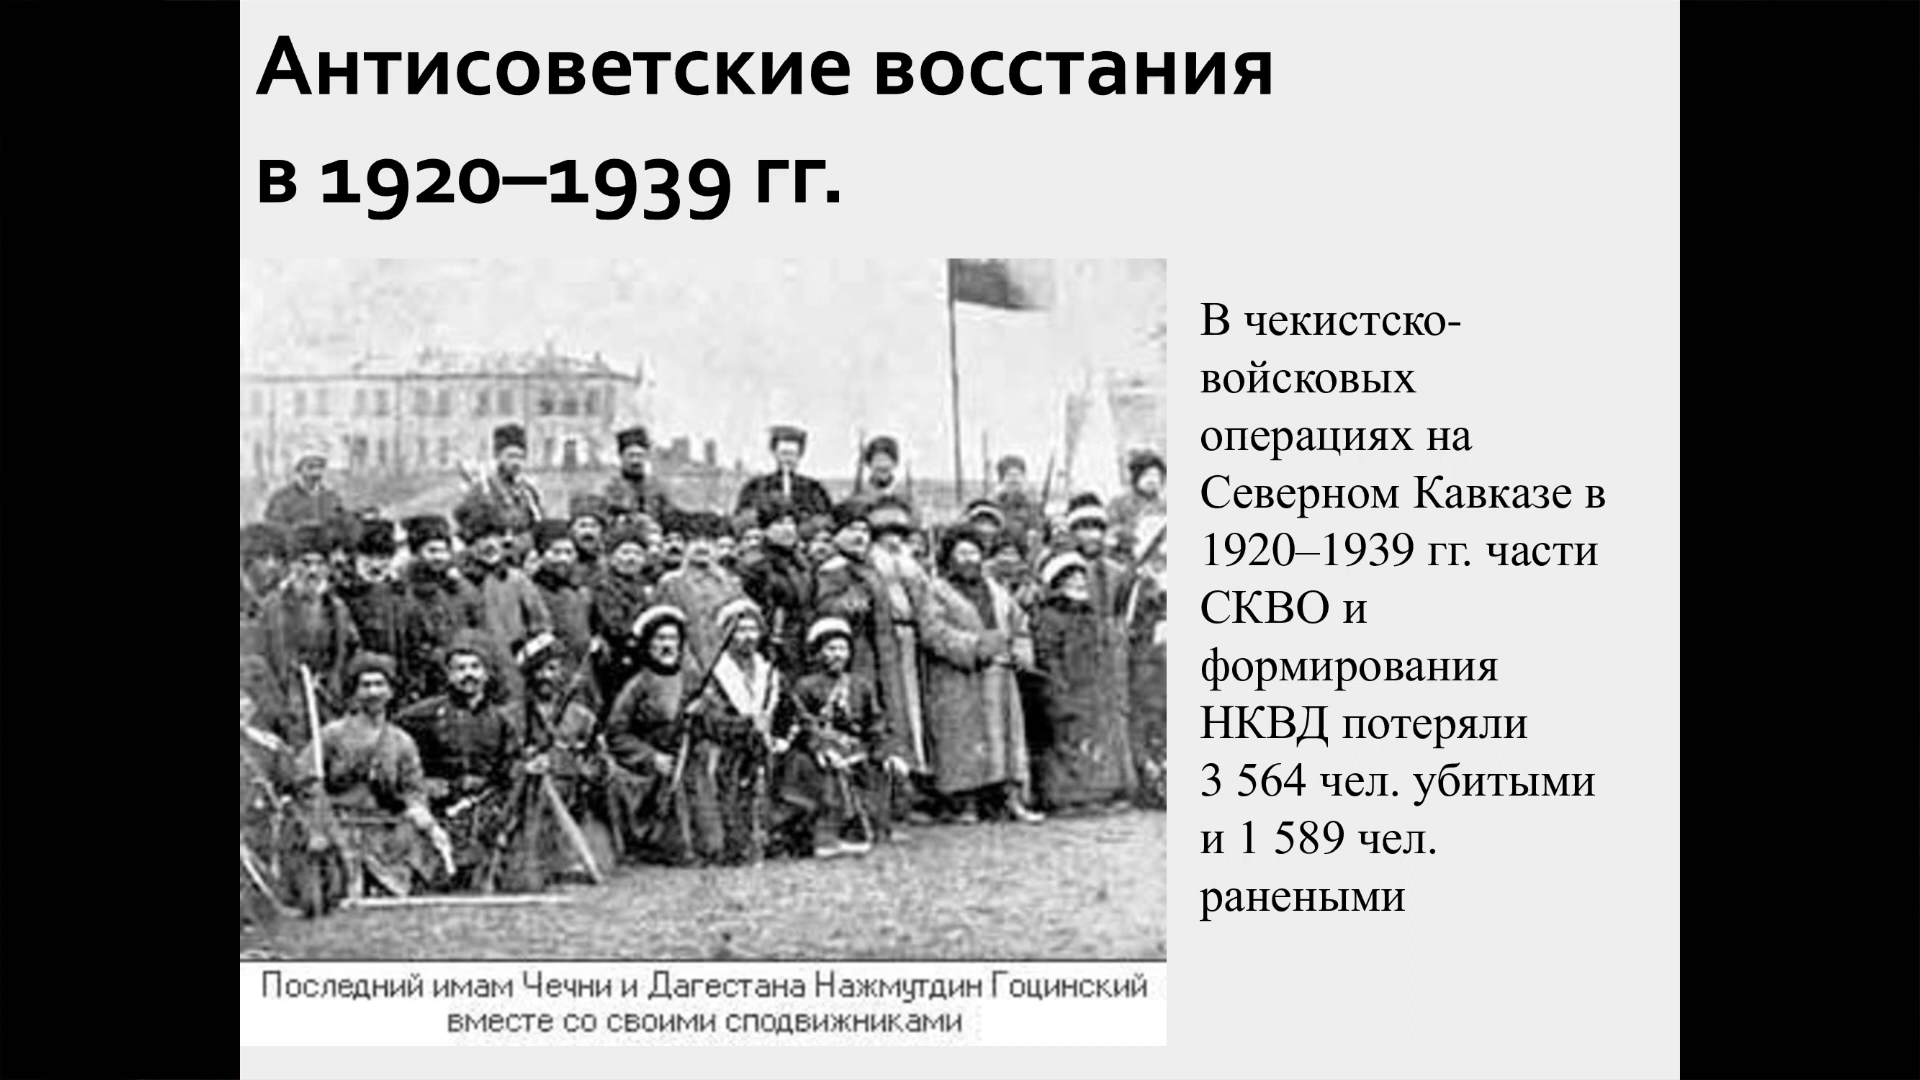 Антисоветские восстания
в 1920–1939 гг.
В чекистско-
войсковых
операциях на
Северном Кавказе в
1920–1939 гг. части
СКВО и
формирования
НКВД потеряли
3 564 чел. убитыми
и 1 589 чел.
ранеными
Последний имам Чечни и Дагестана Нажмутдин Гоцинский
вместе со своими сподвижниками